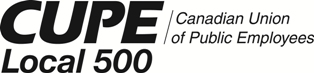 CUPE
Local 500
Canadian Union
of Public Employees